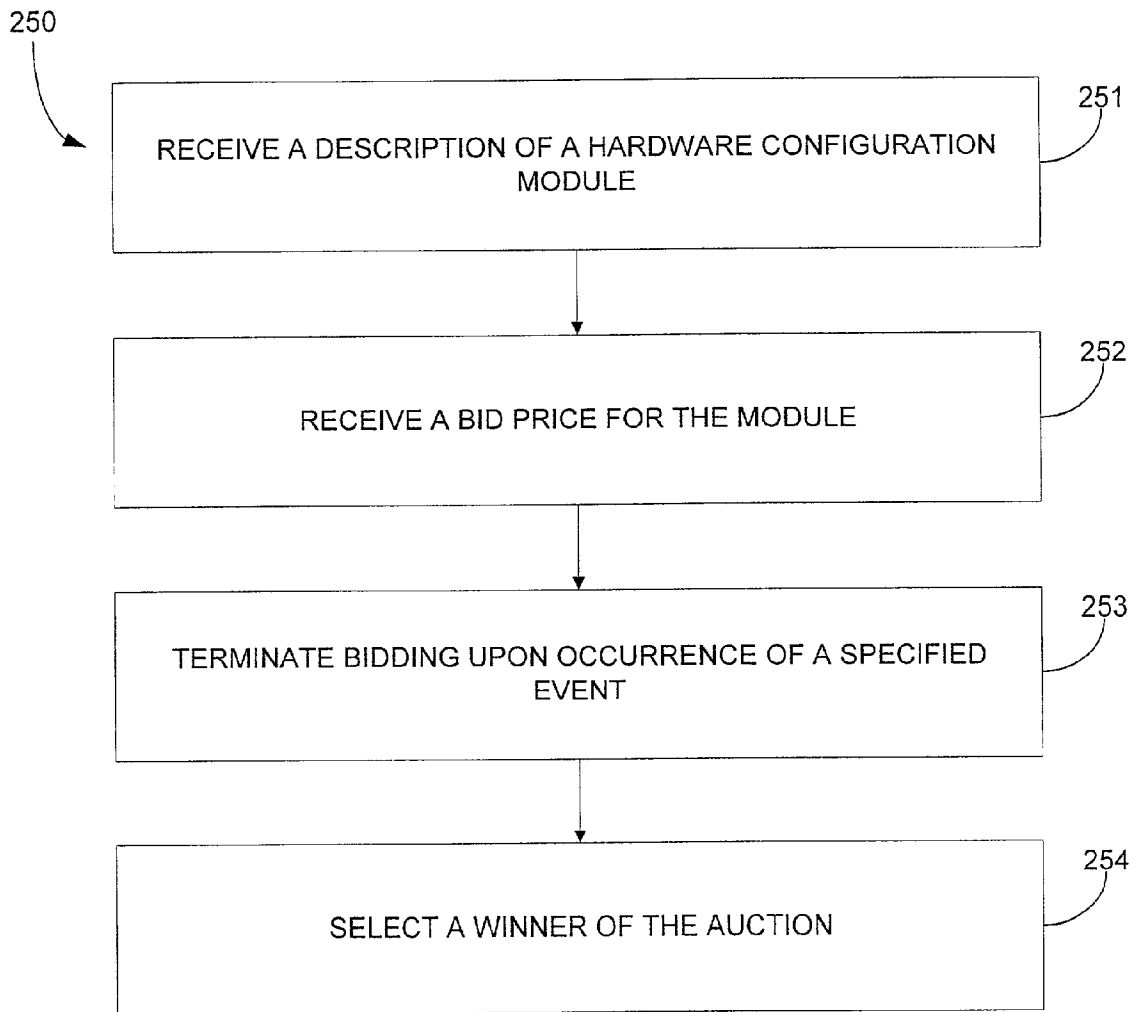 250
251
RECEIVE A DESCRIPTION OF A HARDWARE CONFIGURATION
MODULE
252
RECEIVE A BID PRICE FOR THE MODULE
253
TERMINATE BIDDING UPON OCCURRENCE OF A SPECIFIED
EVENT
254
SELECT A WINNER OF THE AUCTION